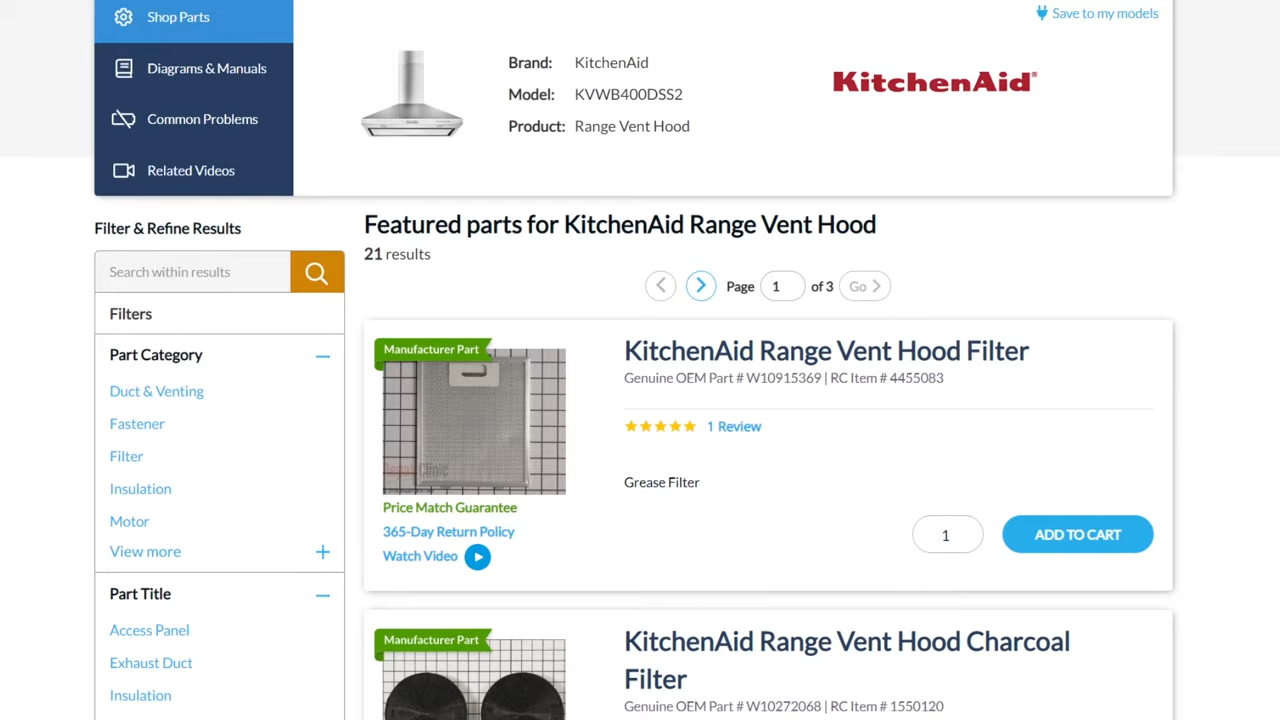 Shop Parts
Diagrams & Manuals
Common Problems
Related Videos
Save to my models
Brand: KitchenAid
Model: KVWB400DSS2
Product: Range Vent Hood
KitchenAid®
Filter & Refine Results
Search within results
Filters
Part Category
Duct & Venting
Fastener
Filter
Insulation
Motor
View more
Part Title
Access Panel
Exhaust Duct
Insulation
Featured parts for KitchenAid Range Vent Hood
21 results
Page 1 of 3 Go
Manufacturer Part
Price Match Guarantee
365-Day Return Policy
Watch Video
KitchenAid Range Vent Hood Filter
Genuine OEM Part # W10915369 | RC Item # 4455083
1 Review
Grease Filter
1
ADD TO CART
Manufacturer Part
KitchenAid Range Vent Hood Charcoal
Filter
Genuine OEM Part # W10272068 | RC Item # 1550120